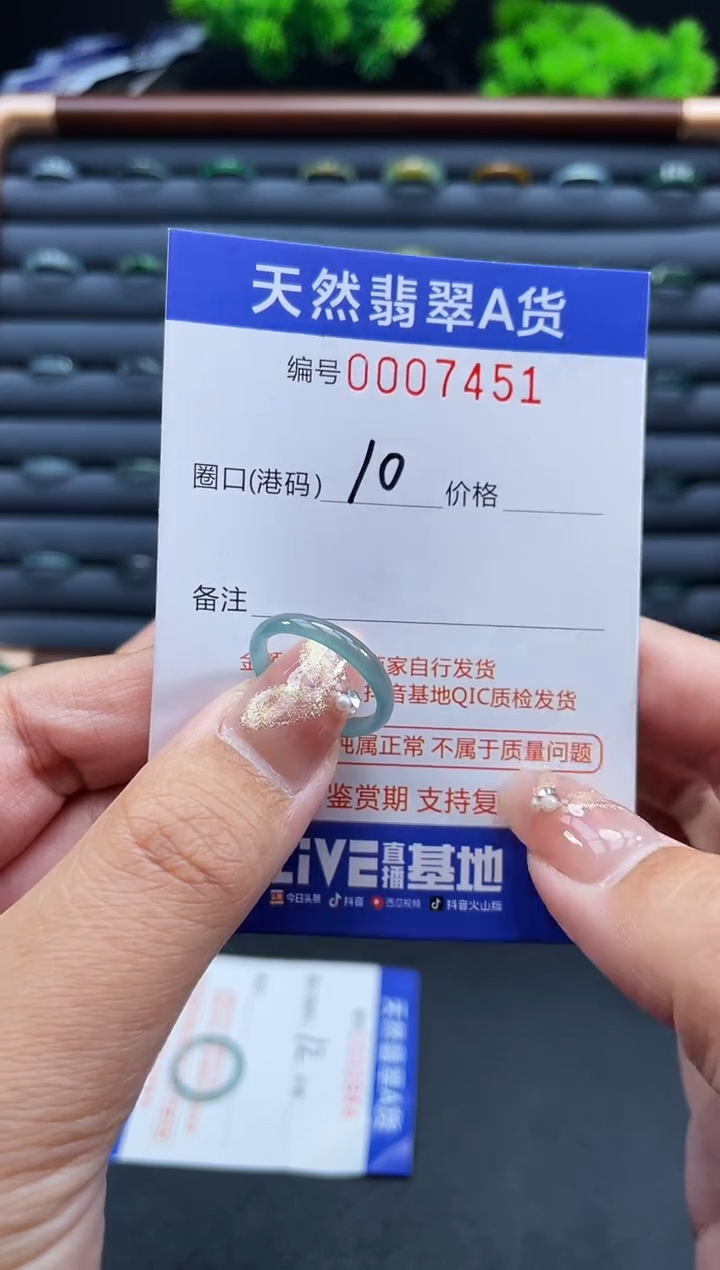 天然翡翠A货
编号0007451
圈口(港码) 10 价格
备注
家自行发货
抖音基地QIC质检发货
纯属正常 不属于质量问题
鉴赏期 支持复
LiVE直播基地
今日头条 抖音 西瓜视频 抖音火山版
天然翡翠A货
12